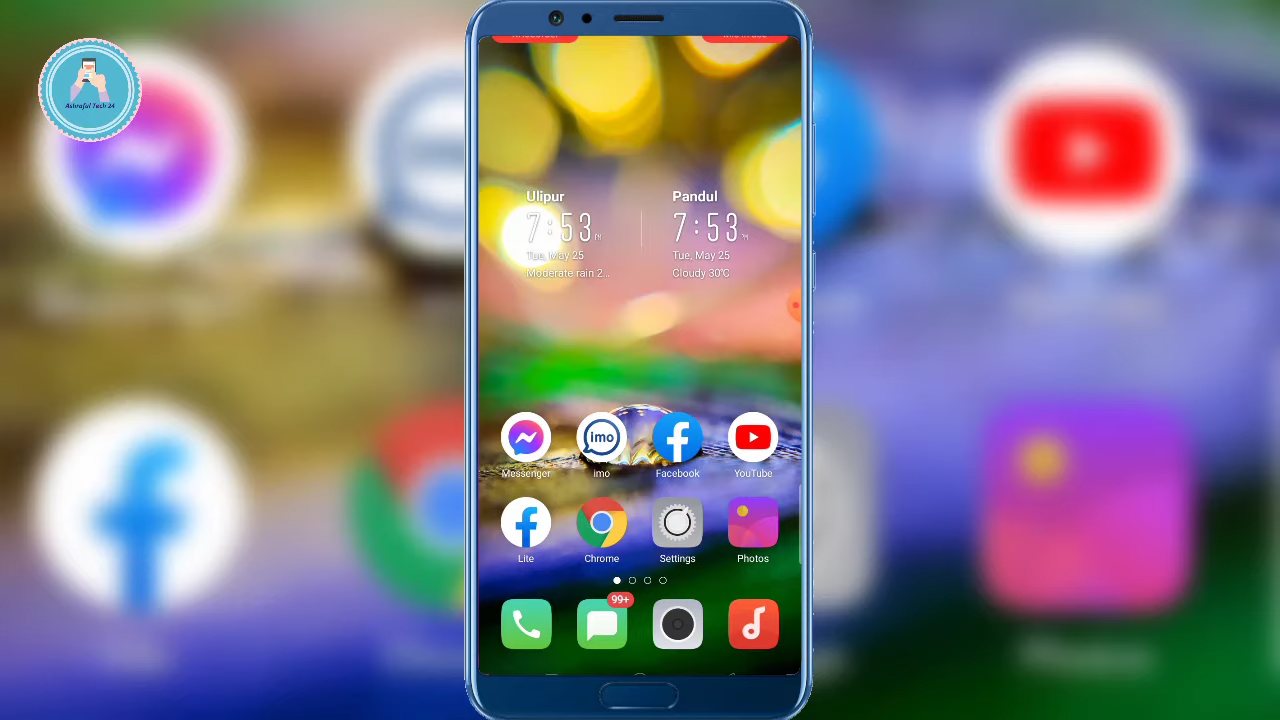 Ashraful Tech 24
Ulipur
7:53 PM
Tue, May 25
Moderate rain 2...
Pandul
7:53 PM
Tue, May 25
Cloudy 30°C
Messenger
imo
imo
Facebook
YouTube
Lite
Chrome
Settings
Photos
99+